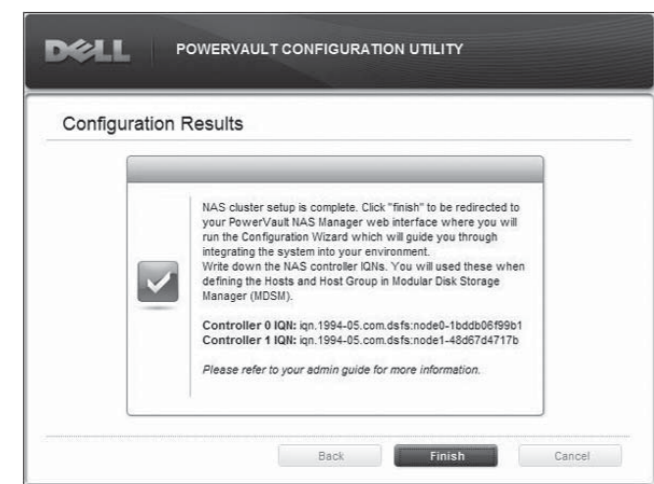 DELL POWERVAULT CONFIGURATION UTILITY
Configuration Results
NAS cluster setup is complete. Click "finish" to be redirected to
your PowerVault NAS Manager web interface where you will
run the Configuration Wizard which will guide you through
integrating the system into your environment.
Write down the NAS controller IQNs. You will used these when
defining the Hosts and Host Group in Modular Disk Storage
Manager (MDSM).
Controller 0 IQN: iqn.1994-05.com.dsfs:node0-1bddb06f99b1
Controller 1 IQN: iqn.1994-05.com.dsfs:node1-48d67d4717b
Please refer to your admin guide for more information.
Back Finish Cancel